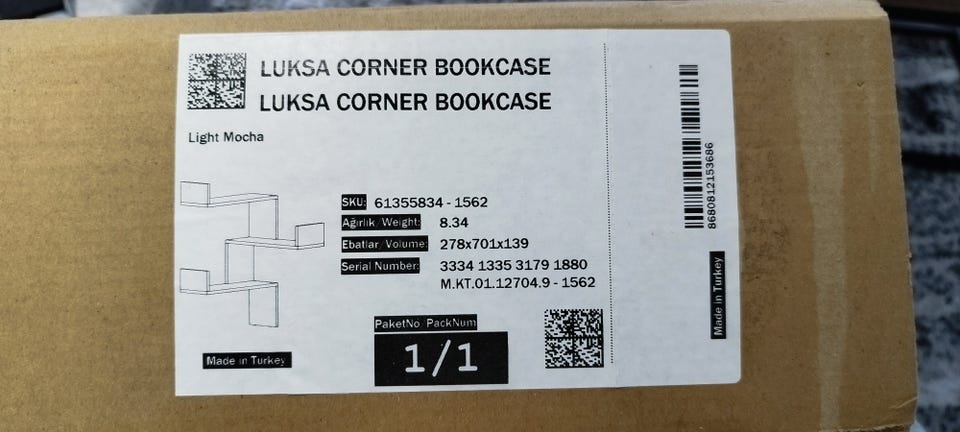 LUKSA CORNER BOOKCASE
LUKSA CORNER BOOKCASE
Light Mocha
SKU: 61355834 - 1562
Ağırlık/Weight: 8.34
Ebatlar/Volume: 278x701x139
Serial Number: 3334 1335 3179 1880
M.KT.01.12704.9 - 1562
PaketNo/PackNum
1/1
Made in Turkey
8680812153686
Made in Turkey